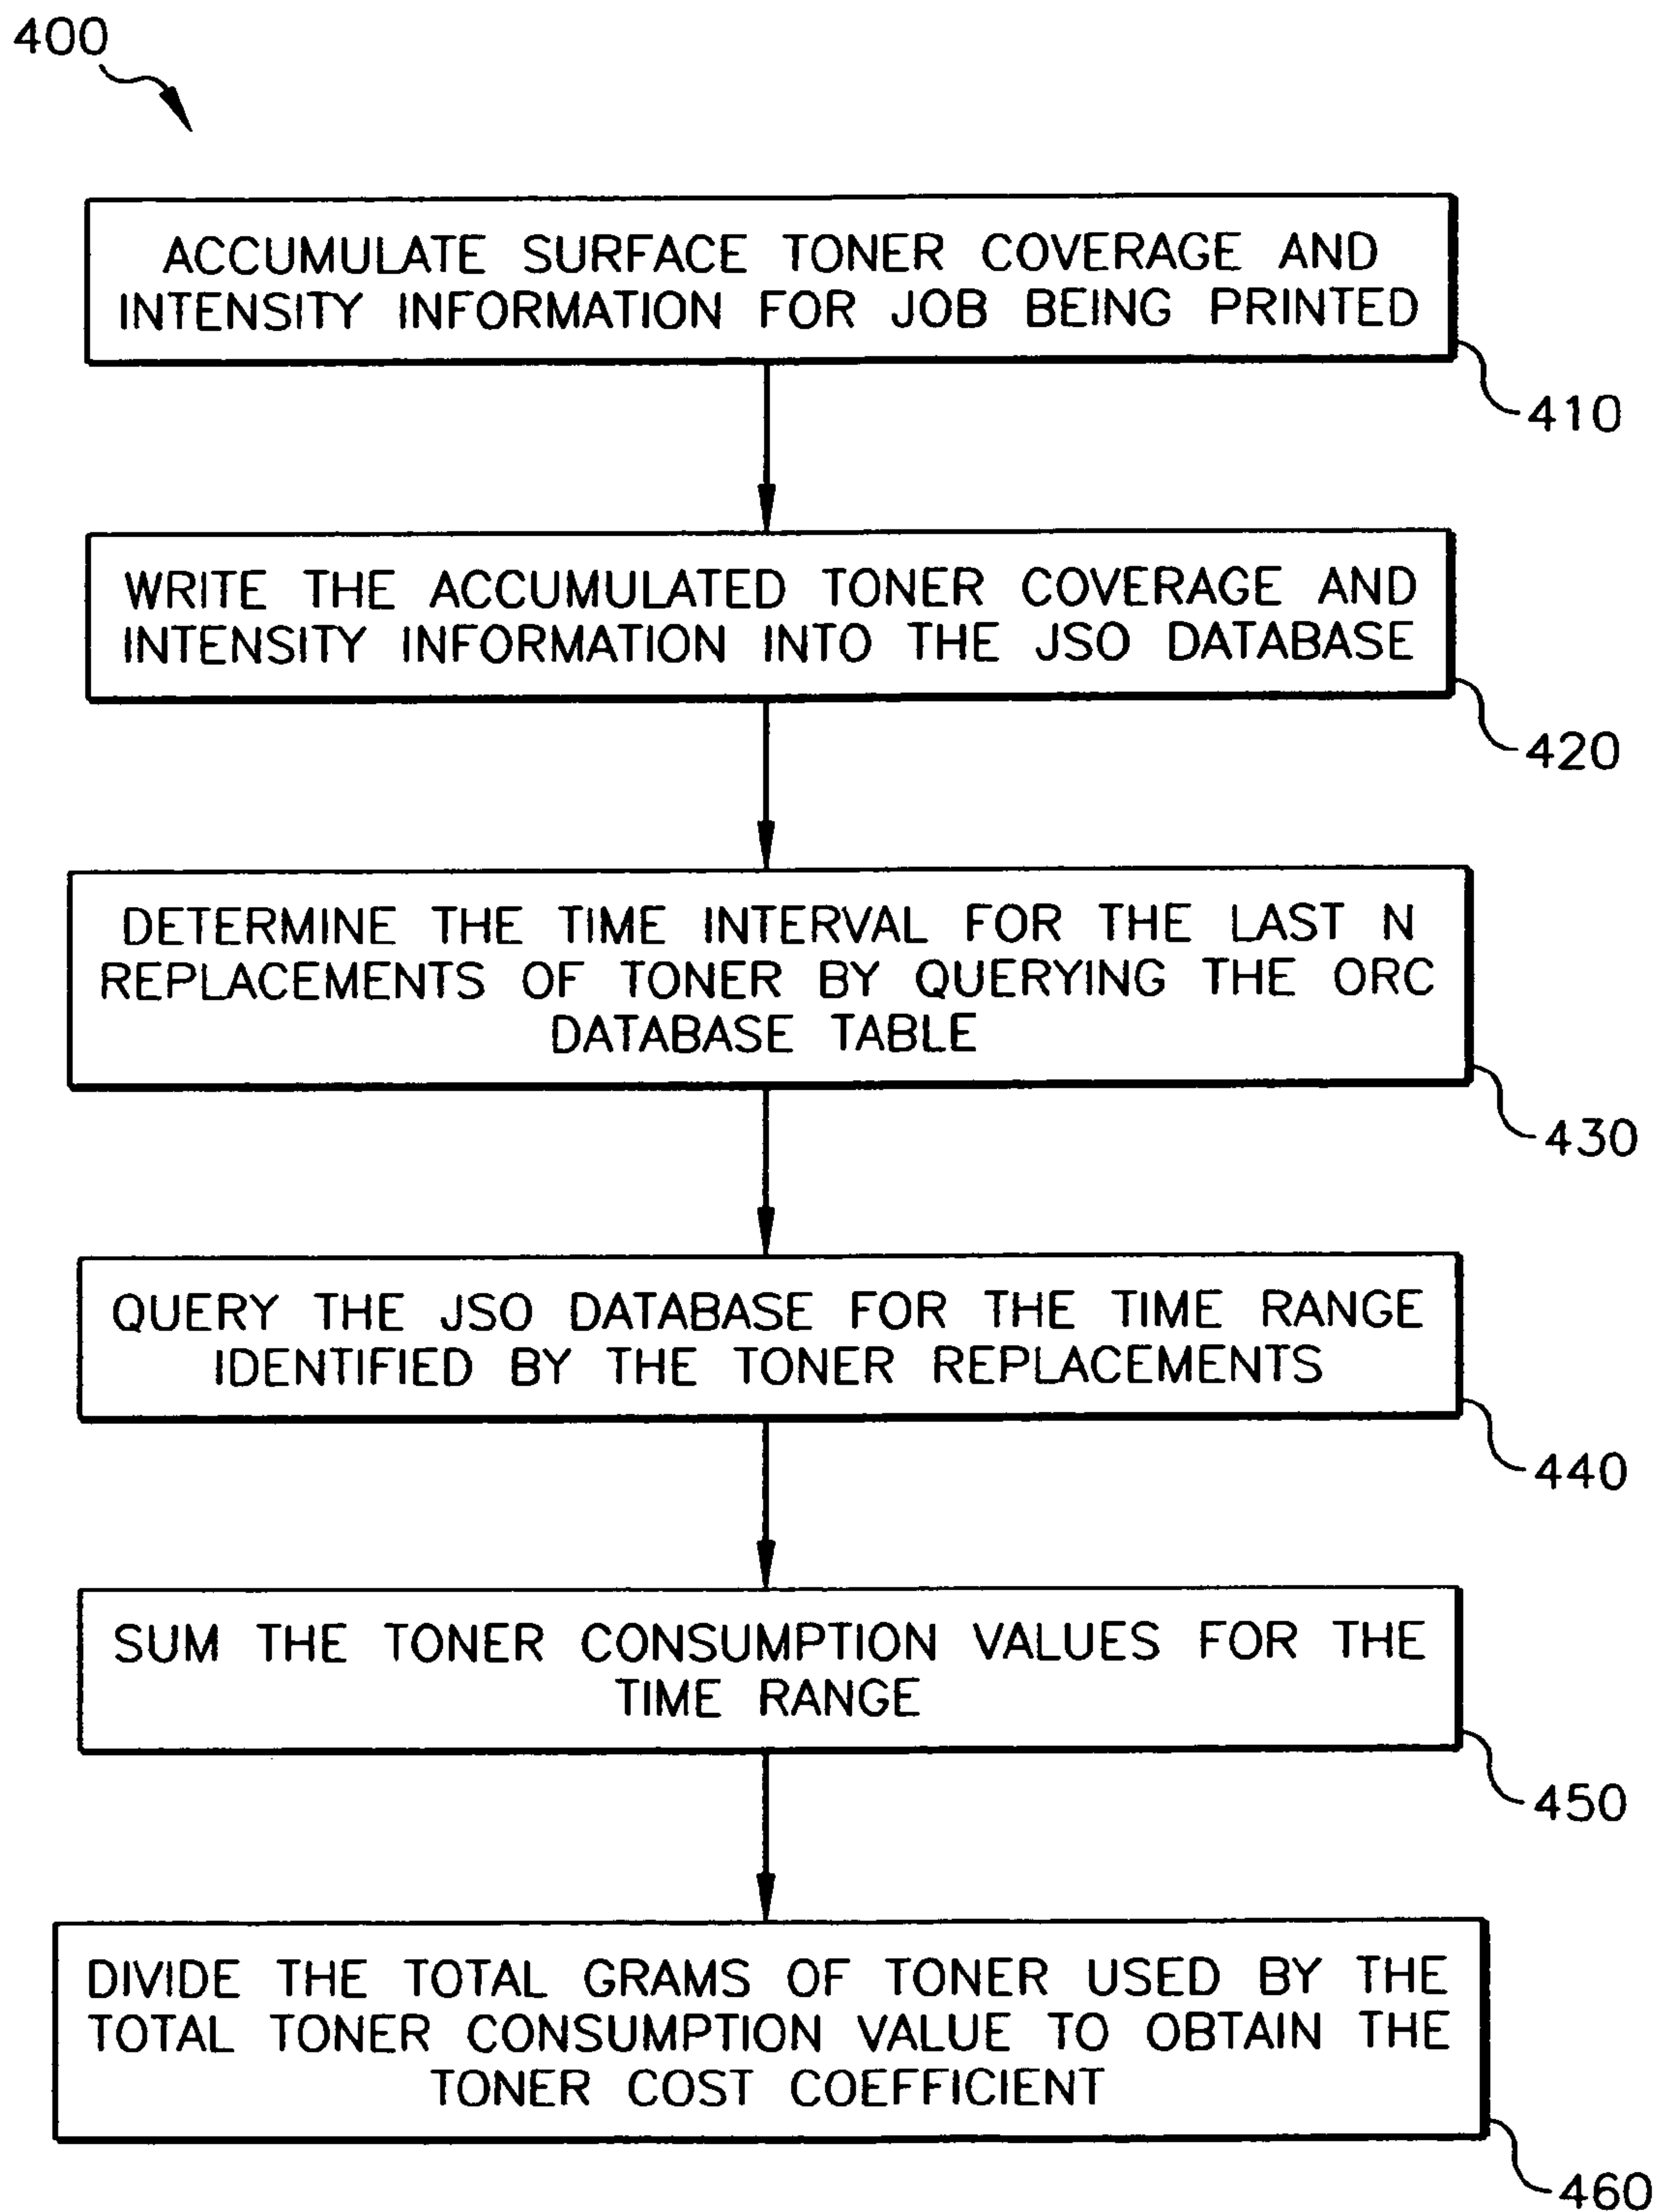 400
ACCUMULATE SURFACE TONER COVERAGE AND
INTENSITY INFORMATION FOR JOB BEING PRINTED
410
WRITE THE ACCUMULATED TONER COVERAGE AND
INTENSITY INFORMATION INTO THE JSO DATABASE
420
DETERMINE THE TIME INTERVAL FOR THE LAST N
REPLACEMENTS OF TONER BY QUERYING THE ORC
DATABASE TABLE
430
QUERY THE JSO DATABASE FOR THE TIME RANGE
IDENTIFIED BY THE TONER REPLACEMENTS
440
SUM THE TONER CONSUMPTION VALUES FOR THE
TIME RANGE
450
DIVIDE THE TOTAL GRAMS OF TONER USED BY THE
TOTAL TONER CONSUMPTION VALUE TO OBTAIN THE
TONER COST COEFFICIENT
460